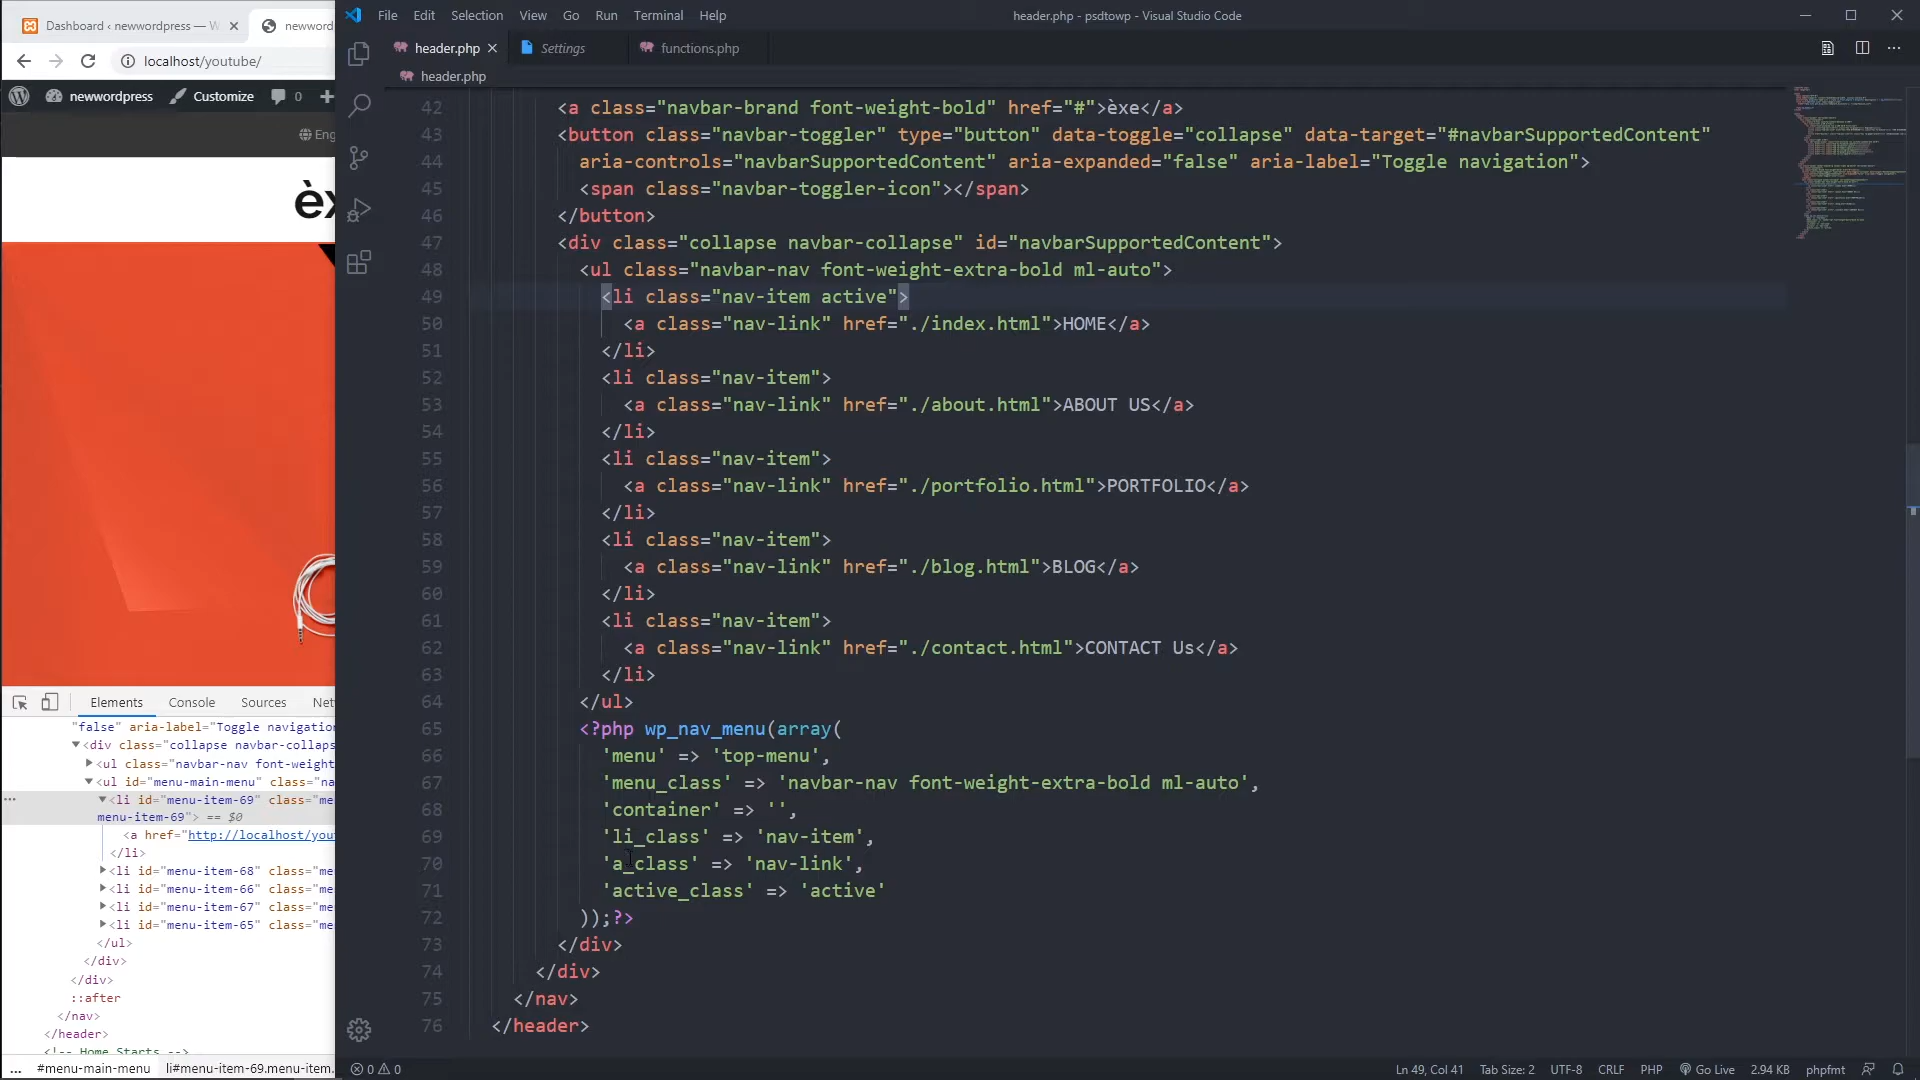 Dashboard ‹ newwordpress — W
newword
File Edit Selection View Go Run Terminal Help
header.php - psdtowp - Visual Studio Code
localhost/youtube/
header.php Settings functions.php
header.php
newwordpress Customize 0
Eng
èx
42 <a class="navbar-brand font-weight-bold" href="#">èxe</a>
43 <button class="navbar-toggler" type="button" data-toggle="collapse" data-target="#navbarSupportedContent"
44 aria-controls="navbarSupportedContent" aria-expanded="false" aria-label="Toggle navigation">
45 <span class="navbar-toggler-icon"></span>
46 </button>
47 <div class="collapse navbar-collapse" id="navbarSupportedContent">
48 <ul class="navbar-nav font-weight-extra-bold ml-auto">
49 <li class="nav-item active">
50 <a class="nav-link" href="./index.html">HOME</a>
51 </li>
52 <li class="nav-item">
53 <a class="nav-link" href="./about.html">ABOUT US</a>
54 </li>
55 <li class="nav-item">
56 <a class="nav-link" href="./portfolio.html">PORTFOLIO</a>
57 </li>
58 <li class="nav-item">
59 <a class="nav-link" href="./blog.html">BLOG</a>
60 </li>
61 <li class="nav-item">
62 <a class="nav-link" href="./contact.html">CONTACT Us</a>
63 </li>
64 </ul>
65 <?php wp_nav_menu(array(
66 'menu' => 'top-menu',
67 'menu_class' => 'navbar-nav font-weight-extra-bold ml-auto',
68 'container' => '',
69 'li_class' => 'nav-item',
70 'a_class' => 'nav-link',
71 'active_class' => 'active'
72 ));?>
73 </div>
74 </div>
75 </nav>
76 </header>
Elements Console Sources Net
"false" aria-label="Toggle navigation
<div class="collapse navbar-collaps
<ul class="navbar-nav font-weight
<ul id="menu-main-menu" class="na
<li id="menu-item-69" class="me
menu-item-69"> == $0
<a href="http://localhost/you
</li>
<li id="menu-item-68" class="me
<li id="menu-item-66" class="me
<li id="menu-item-67" class="me
<li id="menu-item-65" class="me
</ul>
</div>
</div>
::after
</nav>
</header>
<!-- Home Starts -->
... #menu-main-menu li#menu-item-69.menu-item.
0 0
Ln 49, Col 41 Tab Size: 2 UTF-8 CRLF PHP Go Live 2.94 KB phpfmt